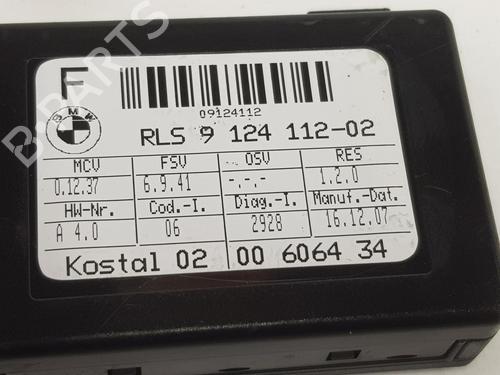 F
09124112
BMW
RLS 9 124 112-02
MCV FSV OSV RES
0.12.37 6.9.41 -.-.- 1.2.0
HW-Nr. Cod.-I. Diag.-I. Manuf.-Dat.
A 4.0 06 2928 16.12.07
Kostal 02 00 6064 34
B-PARTS